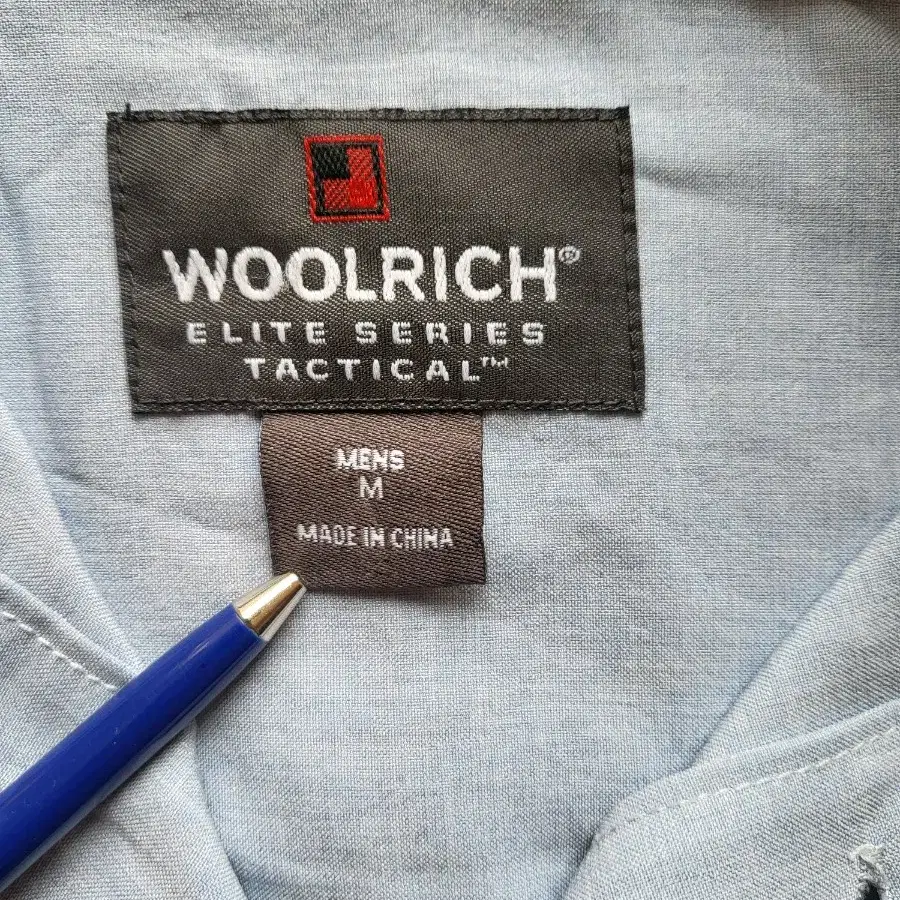 WOOLRICH®
ELITE SERIES
TACTICAL™
MENS
M
MADE IN CHINA